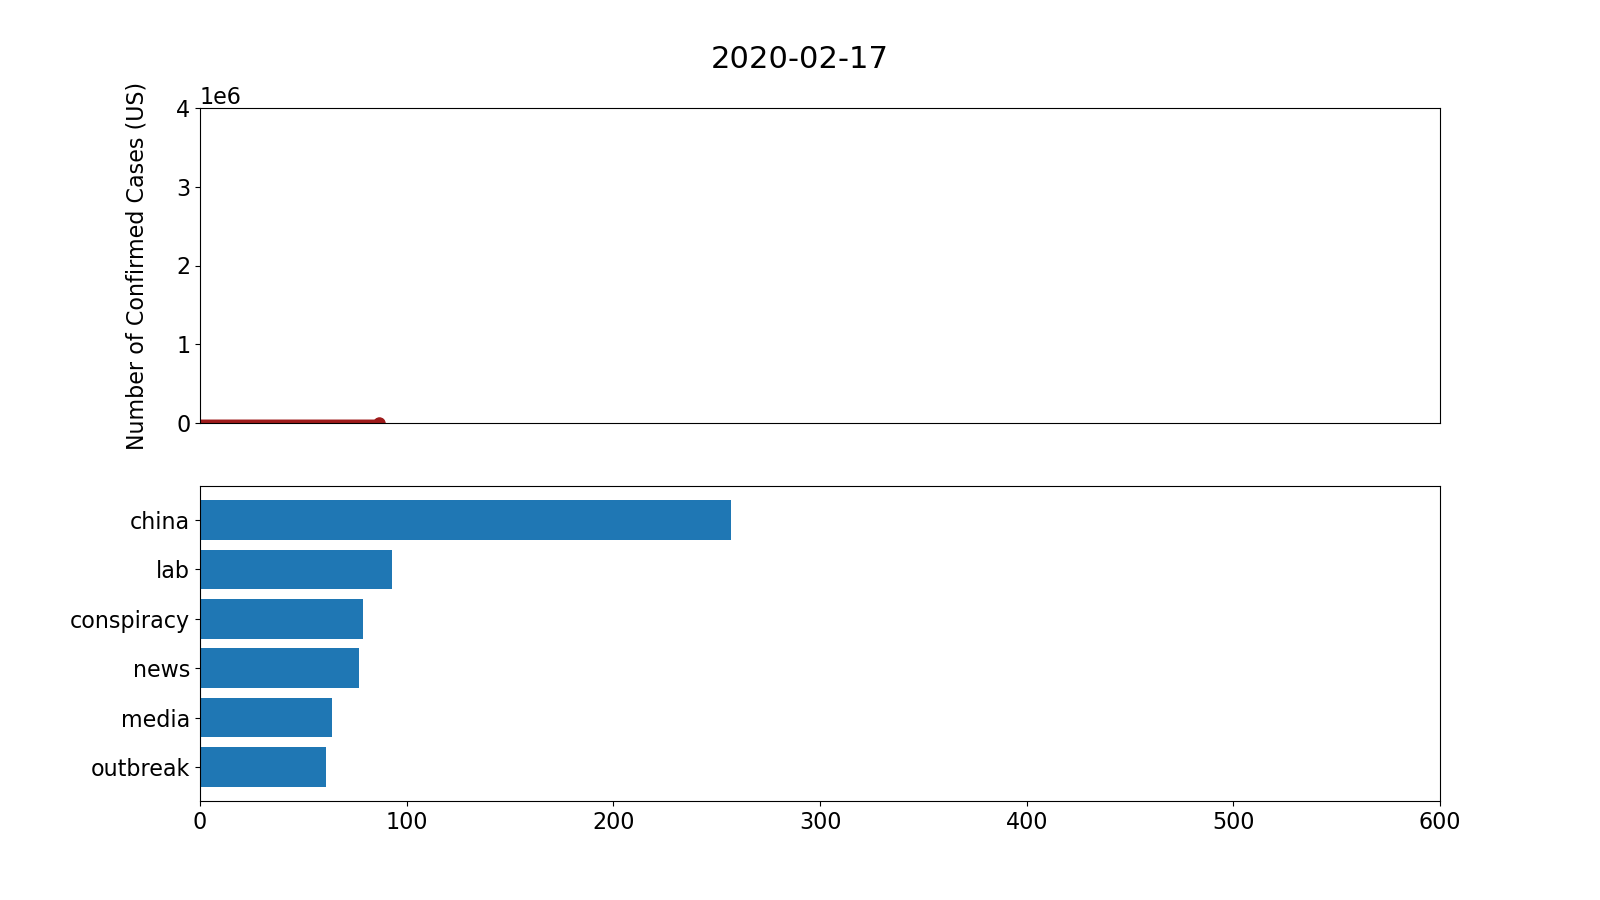 2020-02-17
1e6
Number of Confirmed Cases (US)
4
3
2
1
0
china
lab
conspiracy
news
media
outbreak
0 100 200 300 400 500 600